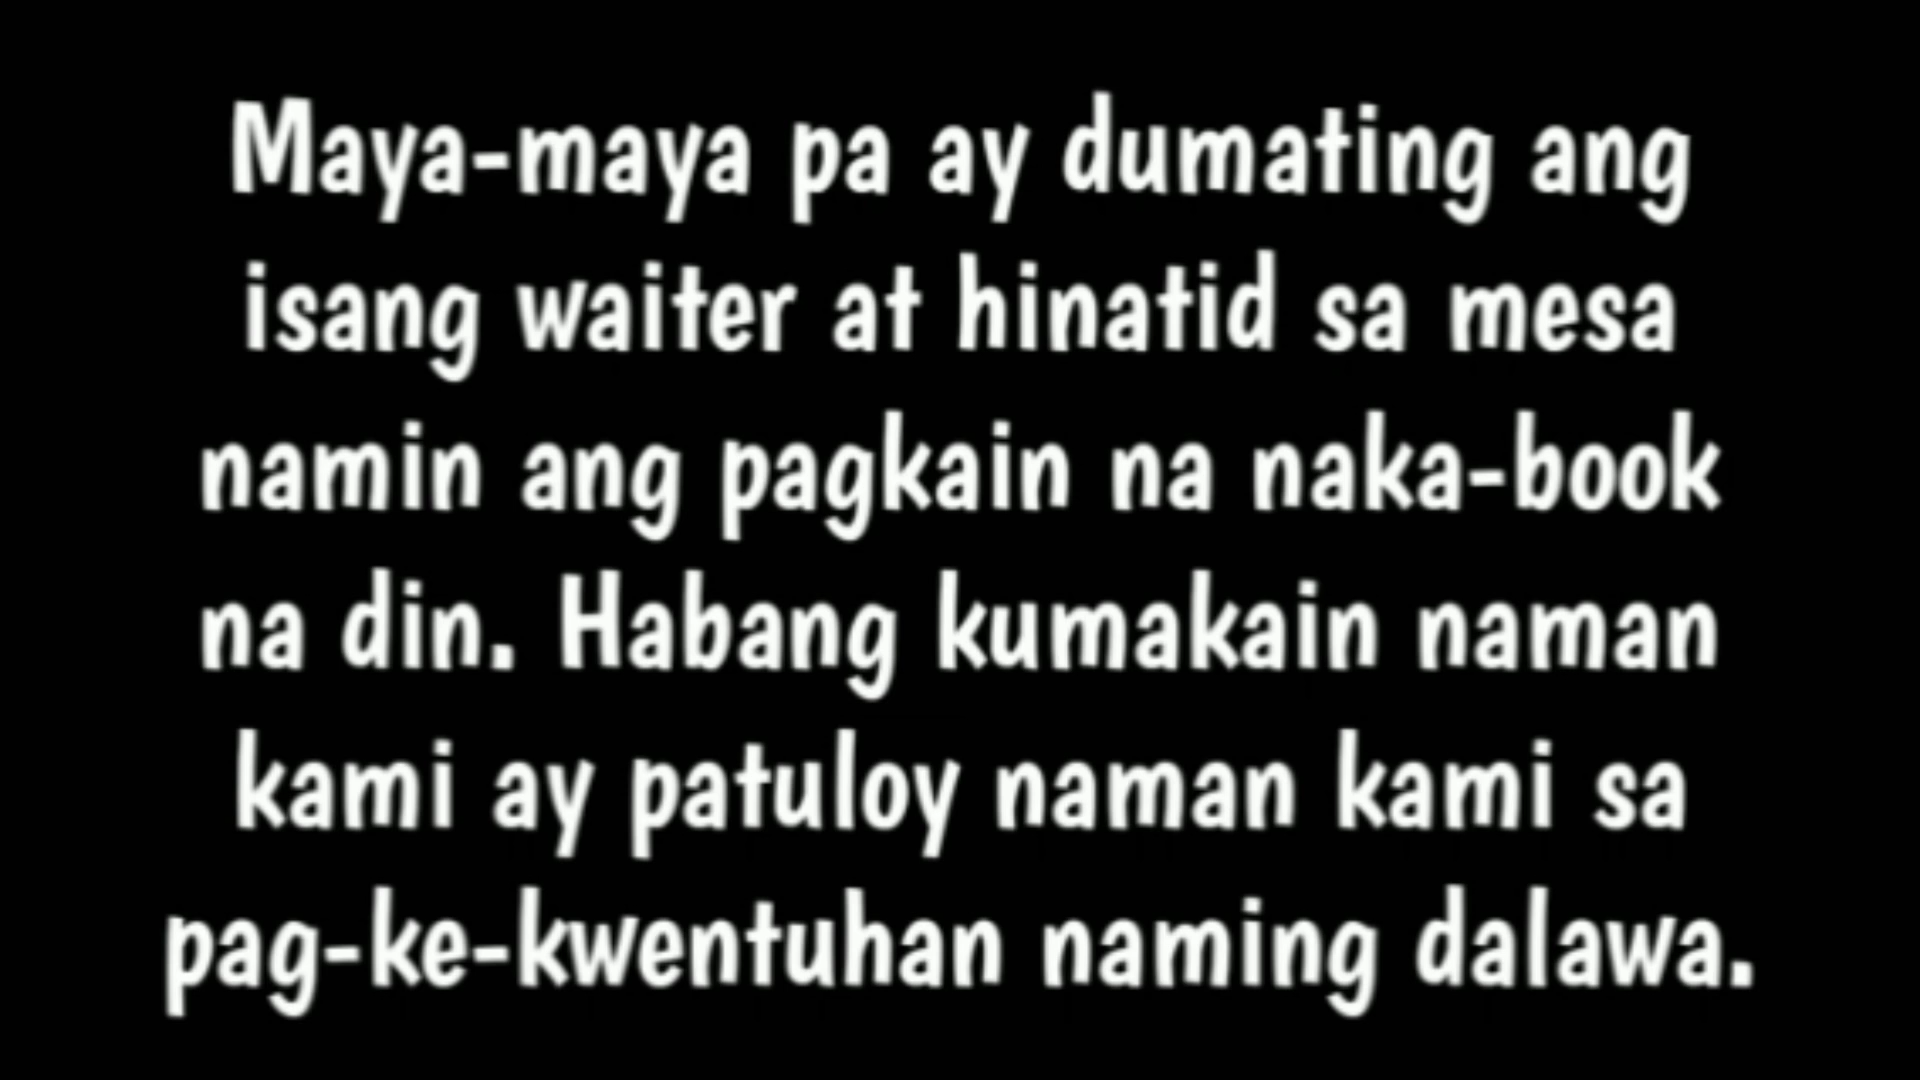 Maya-maya pa ay dumating ang
isang waiter at hinatid sa mesa
namin ang pagkain na naka-book
na din. Habang kumakain naman
kami ay patuloy naman kami sa
pag-ke-kwentuhan naming dalawa.